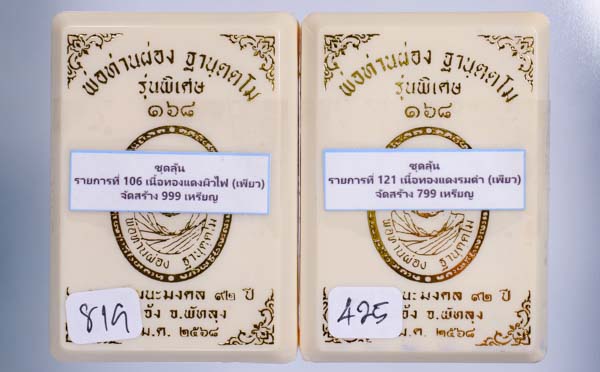 พ่อท่านผ่อง ฐานุตตโม
รุ่นพิเศษ
๑๖๘
ชุดลุ้น
รายการที่ 106 เนื้อทองแดงผิวไฟ (เพียว)
จัดสร้าง 999 เหรียญ
พ่อท่านผ่อง ฐานุตตโม
ฒนะมงคล ๙๒ ปี
อ.พัทลุง
ม.ค. ๒๕๖๘
819
พ่อท่านผ่อง ฐานุตตโม
รุ่นพิเศษ
๑๖๘
ชุดลุ้น
รายการที่ 121 เนื้อทองแดงรมดำ (เพียว)
จัดสร้าง 799 เหรียญ
พ่อท่านผ่อง ฐานุตตโม
นะมงคล ๙๒ ปี
จ.พัทลุง
ม.ค. ๒๕๖๘
425